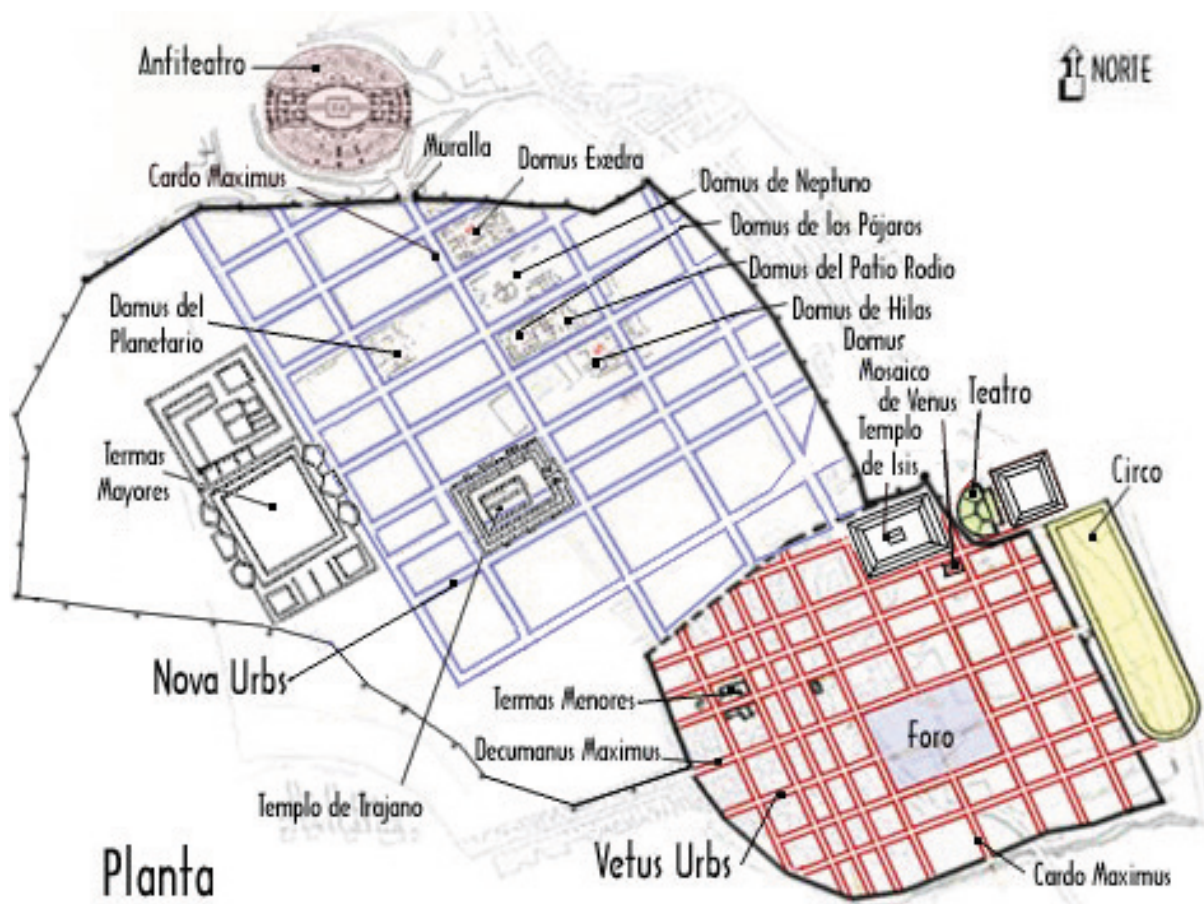 Anfiteatro
NORTE
Muralla
Domus Exedra
Cardo Maximus
Domus de Neptuno
Domus de los Pájaros
Domus del Patio Rodio
Domus de Hilas
Domus del
Planetario
Domus
Mosaico
de Venus
Teatro
Templo
de Isis
Circo
Termas
Mayores
Nova Urbs
Termas Menores
Foro
Decumanus Maximus
Templo de Trajano
Vetus Urbs
Planta
Cardo Maximus